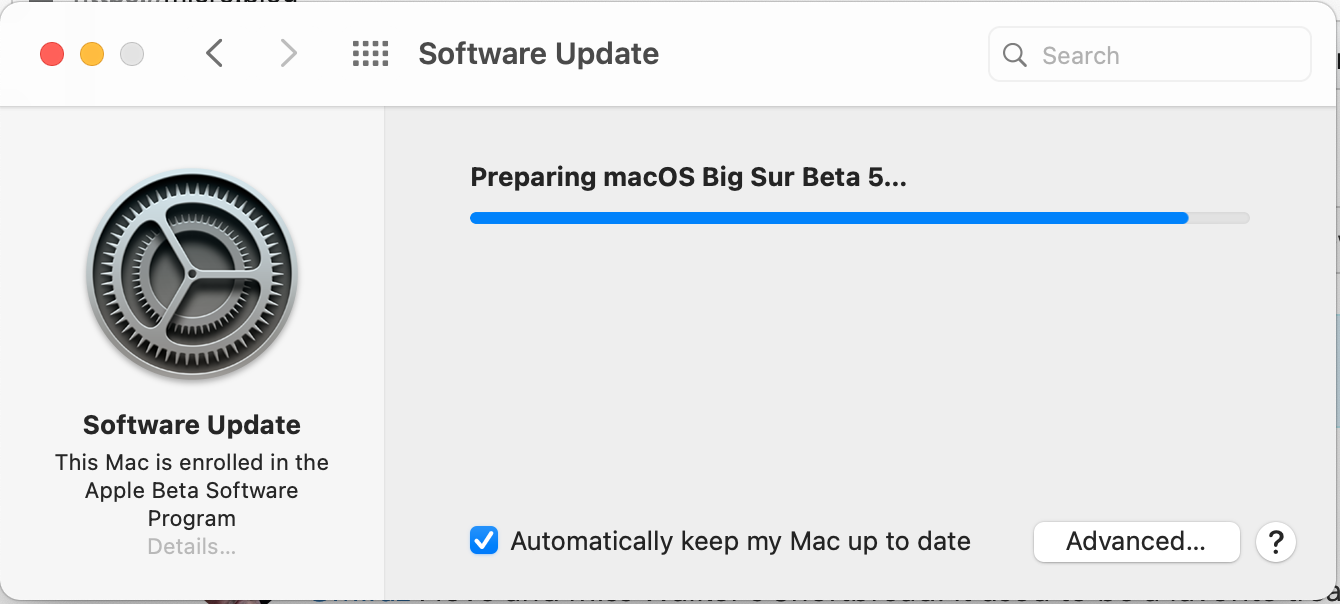 Software Update
Search
Preparing macOS Big Sur Beta 5...
Software Update
This Mac is enrolled in the
Apple Beta Software
Program
Details...
Automatically keep my Mac up to date
Advanced...
?